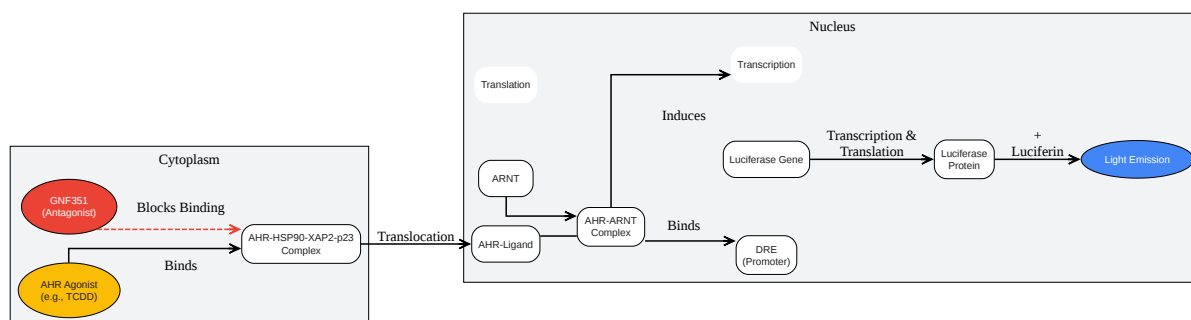 Cytoplasm
GNF351
(Antagonist)
Blocks Binding
AHR-HSP90-XAP2-p23
Complex
AHR Agonist
(e.g., TCDD)
Binds
Translocation
Nucleus
Translation
Transcription
Induces
ARNT
AHR-Ligand
AHR-ARNT
Complex
Binds
DRE
(Promoter)
Luciferase Gene
Transcription &
Translation
Luciferase
Protein
+
Luciferin
Light Emission